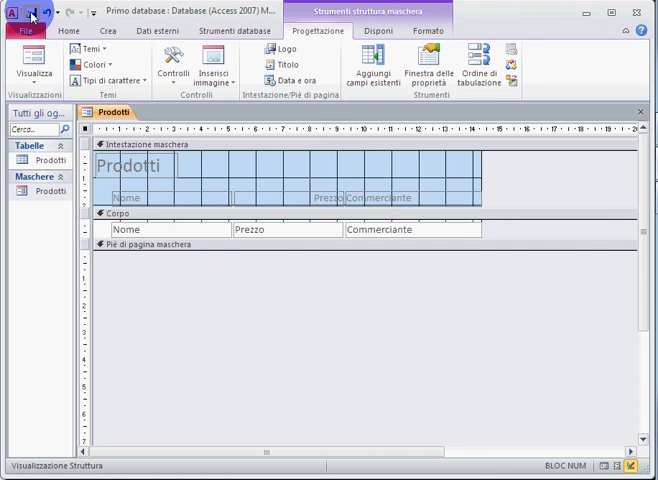 Primo database : Database (Access 2007) M...
Strumenti struttura maschera
File
Home
Crea
Dati esterni
Strumenti database
Progettazione
Disponi
Formato
Visualizza
Visualizzazioni
Temi
Colori
Tipi di carattere
Temi
Controlli
Inserisci immagine
Controlli
Logo
Titolo
Data e ora
Intestazione/Piè di pagina
Aggiungi campi esistenti
Finestra delle proprietà
Ordine di tabulazione
Strumenti
Tutti gli og...
Cerca...
Tabelle
Prodotti
Maschere
Prodotti
Prodotti
Intestazione maschera
Prodotti
Nome
Prezzo
Commerciante
Corpo
Nome
Prezzo
Commerciante
Piè di pagina maschera
Visualizzazione Struttura
BLOC NUM